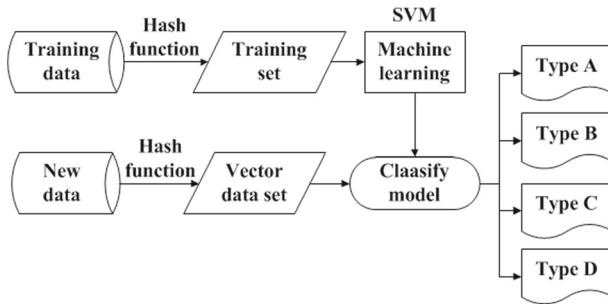 SVM
Training
data
Hash
function
Training
set
Machine
learning
New
data
Hash
function
Vector
data set
Claasify
model
Type A
Type B
Type C
Type D